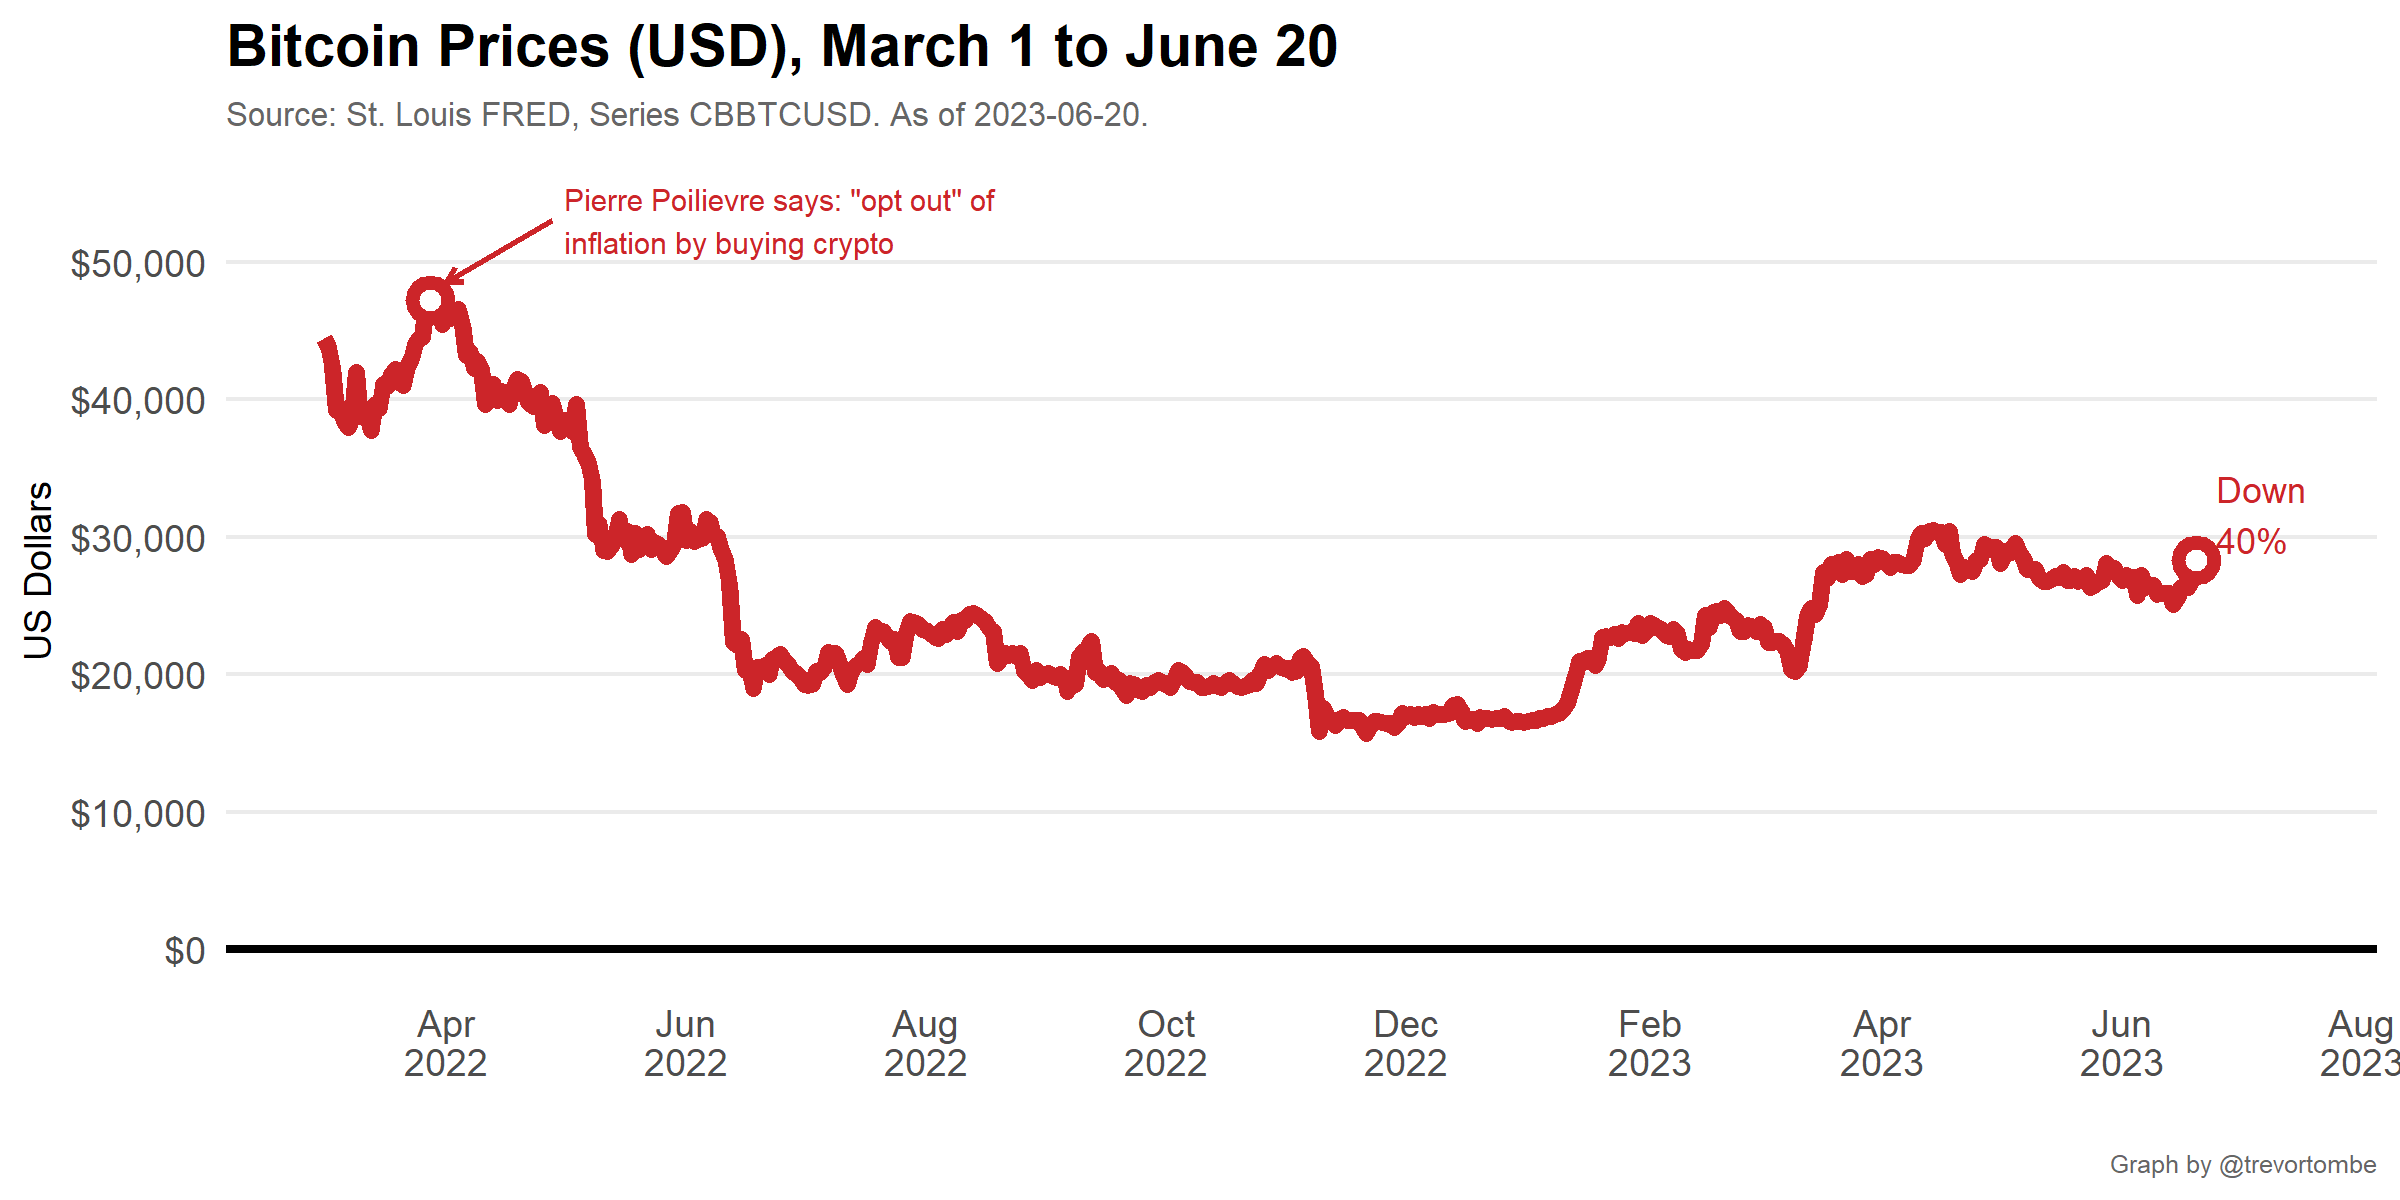 Bitcoin Prices (USD), March 1 to June 20
Source: St. Louis FRED, Series CBBTCUSD. As of 2023-06-20.
Pierre Poilievre says: "opt out" of
inflation by buying crypto
$50,000
$40,000
$30,000
$20,000
$10,000
$0
US Dollars
Down
40%
Apr
2022
Jun
2022
Aug
2022
Oct
2022
Dec
2022
Feb
2023
Apr
2023
Jun
2023
Aug
2023
Graph by @trevortombe